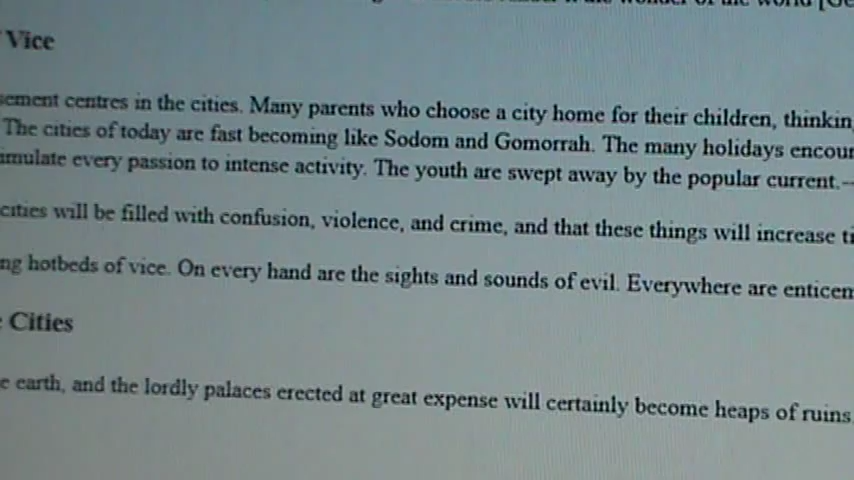 Vice
sement centres in the cities. Many parents who choose a city home for their children, thinkin
The cities of today are fast becoming like Sodom and Gomorrah. The many holidays encour
imulate every passion to intense activity. The youth are swept away by the popular current.--
cities will be filled with confusion, violence, and crime, and that these things will increase ti
ng hotbeds of vice. On every hand are the sights and sounds of evil. Everywhere are enticem
Cities
e earth, and the lordly palaces erected at great expense will certainly become heaps of ruins